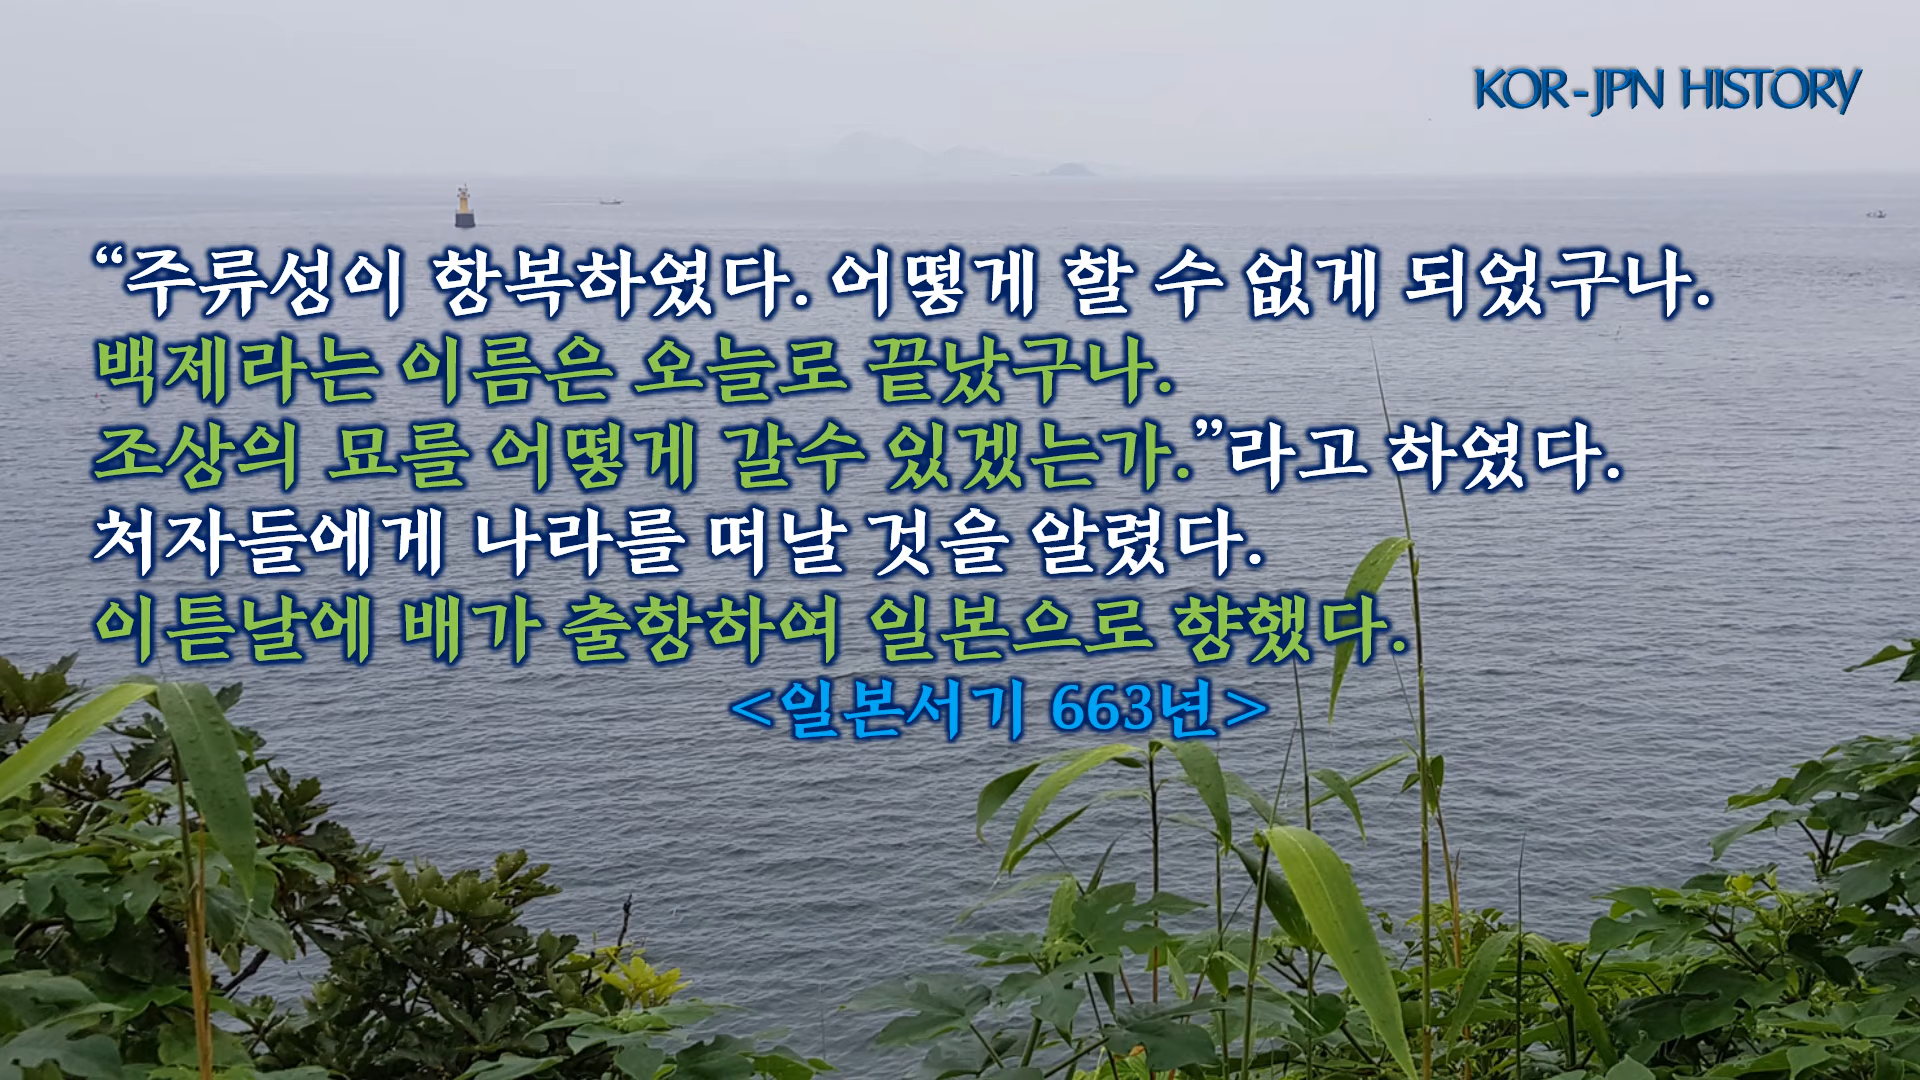 KOR-JPN HISTORY
“주류성이 항복하였다. 어떻게 할 수 없게 되었구나.
백제라는 이름은 오늘로 끝났구나.
조상의 묘를 어떻게 갈수 있겠는가.”라고 하였다.
처자들에게 나라를 떠날 것을 알렸다.
이튿날에 배가 출항하여 일본으로 향했다.
<일본서기 663년>